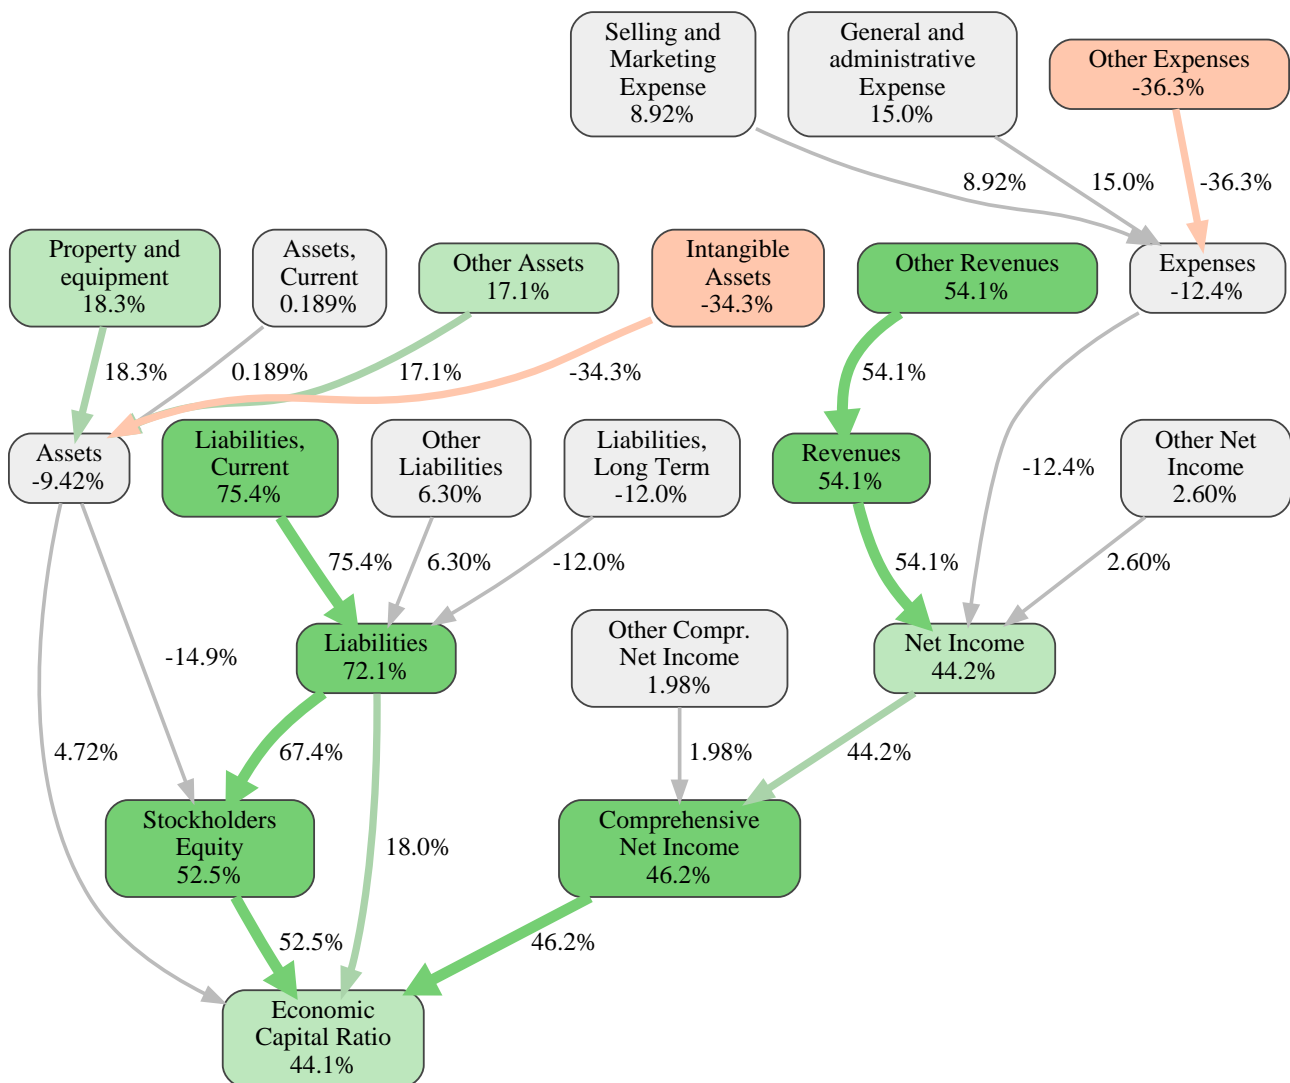 Selling and
Marketing
Expense
8.92%
General and
administrative
Expense
15.0%
Other Expenses
-36.3%
8.92%
15.0%
-36.3%
Property and
equipment
18.3%
Assets,
Current
0.189%
Other Assets
17.1%
Intangible
Assets
-34.3%
Other Revenues
54.1%
Expenses
-12.4%
18.3%
0.189%
17.1%
-34.3%
54.1%
-12.4%
Assets
-9.42%
Liabilities,
Current
75.4%
Other
Liabilities
6.30%
Liabilities,
Long Term
-12.0%
Revenues
54.1%
Other Net
Income
2.60%
75.4%
6.30%
-12.0%
54.1%
2.60%
-14.9%
Liabilities
72.1%
Other Compr.
Net Income
1.98%
Net Income
44.2%
4.72%
67.4%
18.0%
1.98%
44.2%
Stockholders
Equity
52.5%
Comprehensive
Net Income
46.2%
52.5%
46.2%
Economic
Capital Ratio
44.1%